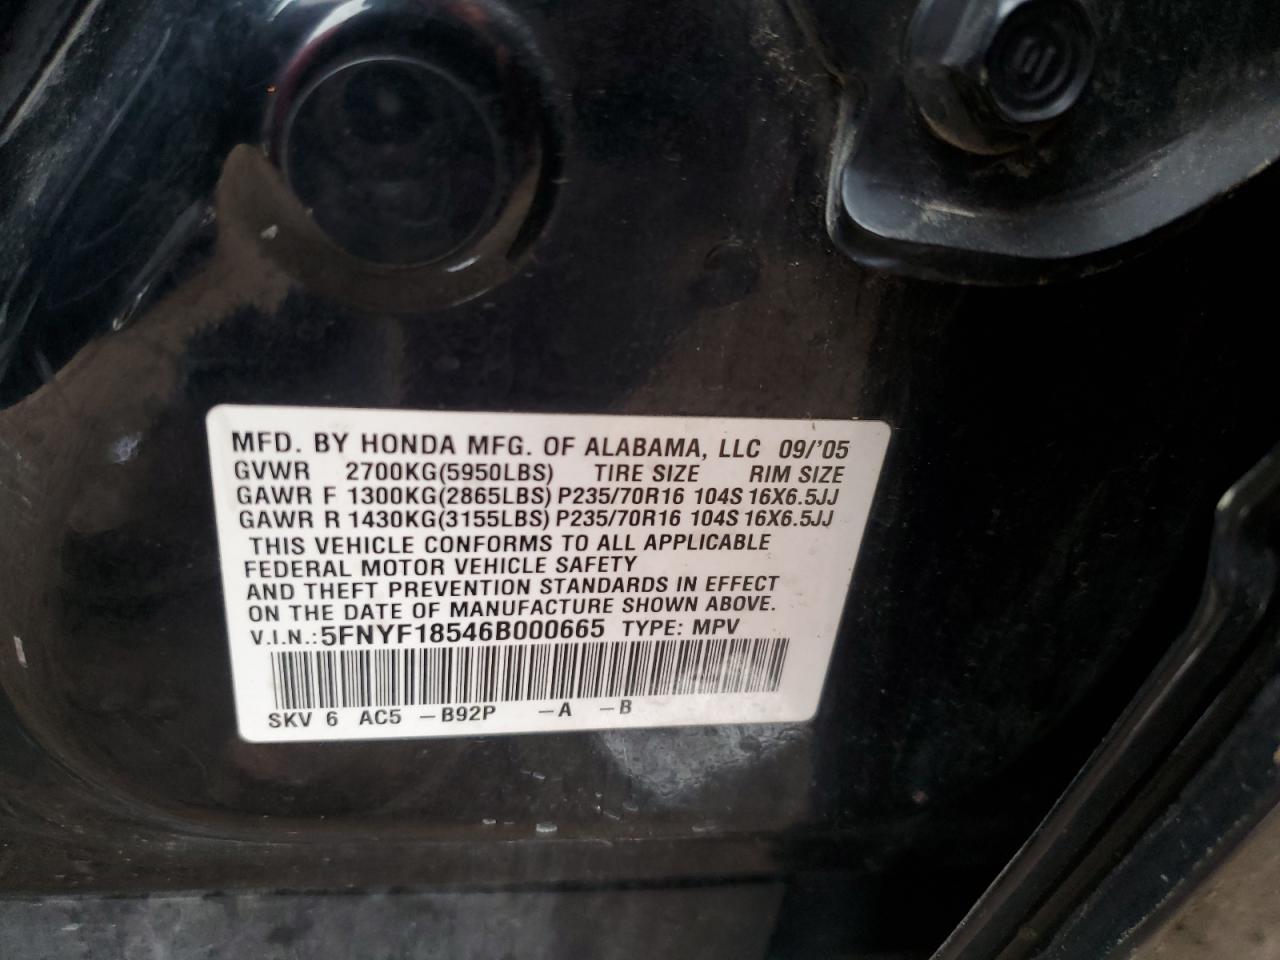 MFD. BY HONDA MFG. OF ALABAMA, LLC 09/'05
GVWR 2700KG(5950LBS) TIRE SIZE RIM SIZE
GAWR F 1300KG(2865LBS) P235/70R16 104S 16X6.5JJ
GAWR R 1430KG(3155LBS) P235/70R16 104S 16X6.5JJ
THIS VEHICLE CONFORMS TO ALL APPLICABLE
FEDERAL MOTOR VEHICLE SAFETY
AND THEFT PREVENTION STANDARDS IN EFFECT
ON THE DATE OF MANUFACTURE SHOWN ABOVE.
V.I.N.:5FNYF18546B000665 TYPE: MPV
SKV 6 AC5 –B92P –A –B